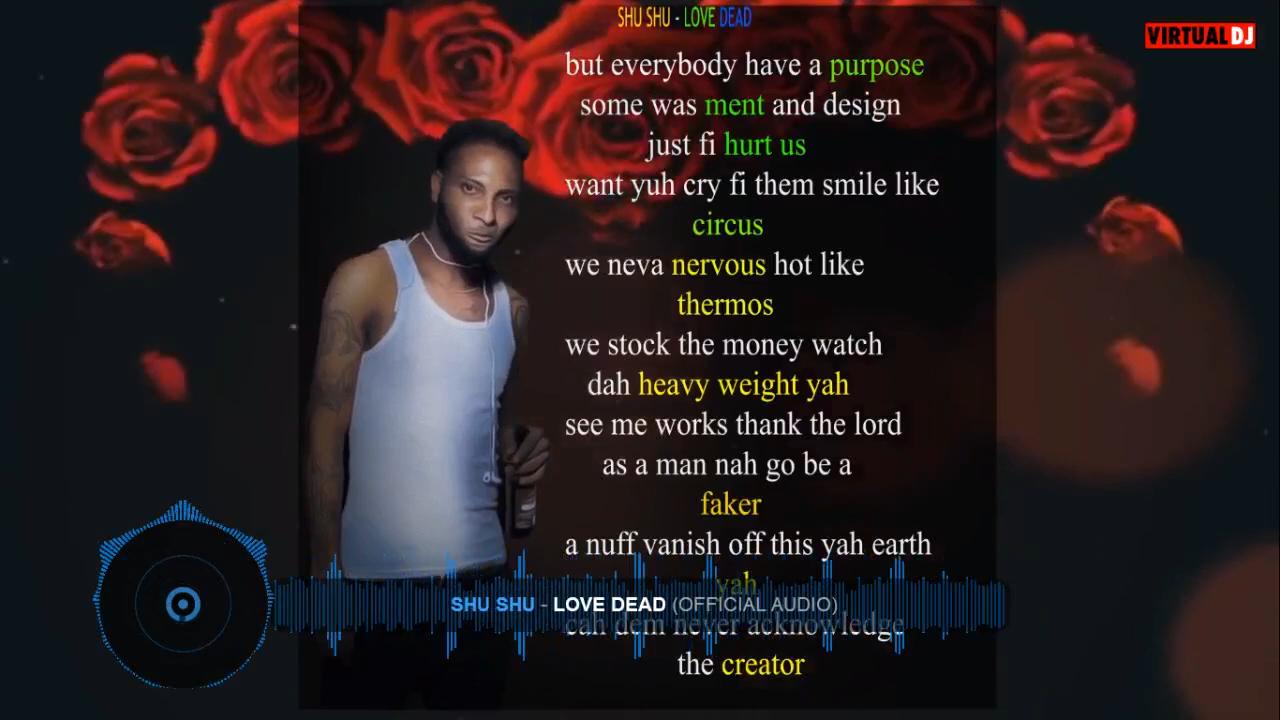 SHU SHU - LOVE DEAD
VIRTUAL DJ
but everybody have a purpose
some was ment and design
just fi hurt us
want yuh cry fi them smile like
circus
we neva nervous hot like
thermos
we stock the money watch
dah heavy weight yah
see me works thank the lord
as a man nah go be a
faker
a nuff vanish off this yah earth
yah
SHU SHU - LOVE DEAD (OFFICIAL AUDIO)
cah dem never acknowledge
the creator